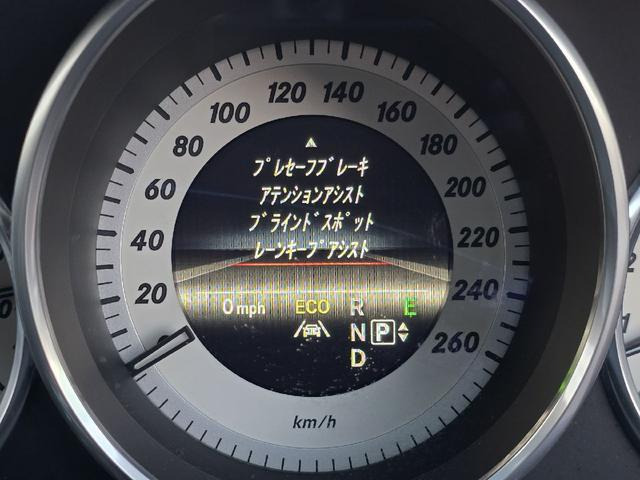 プレセーフブレーキ
アテンションアシスト
ブラインドスポット
レーンキープアシスト
0 mph ECO R E
N P
D
20
40
60
80
100
120
140
160
180
200
220
240
260
km/h